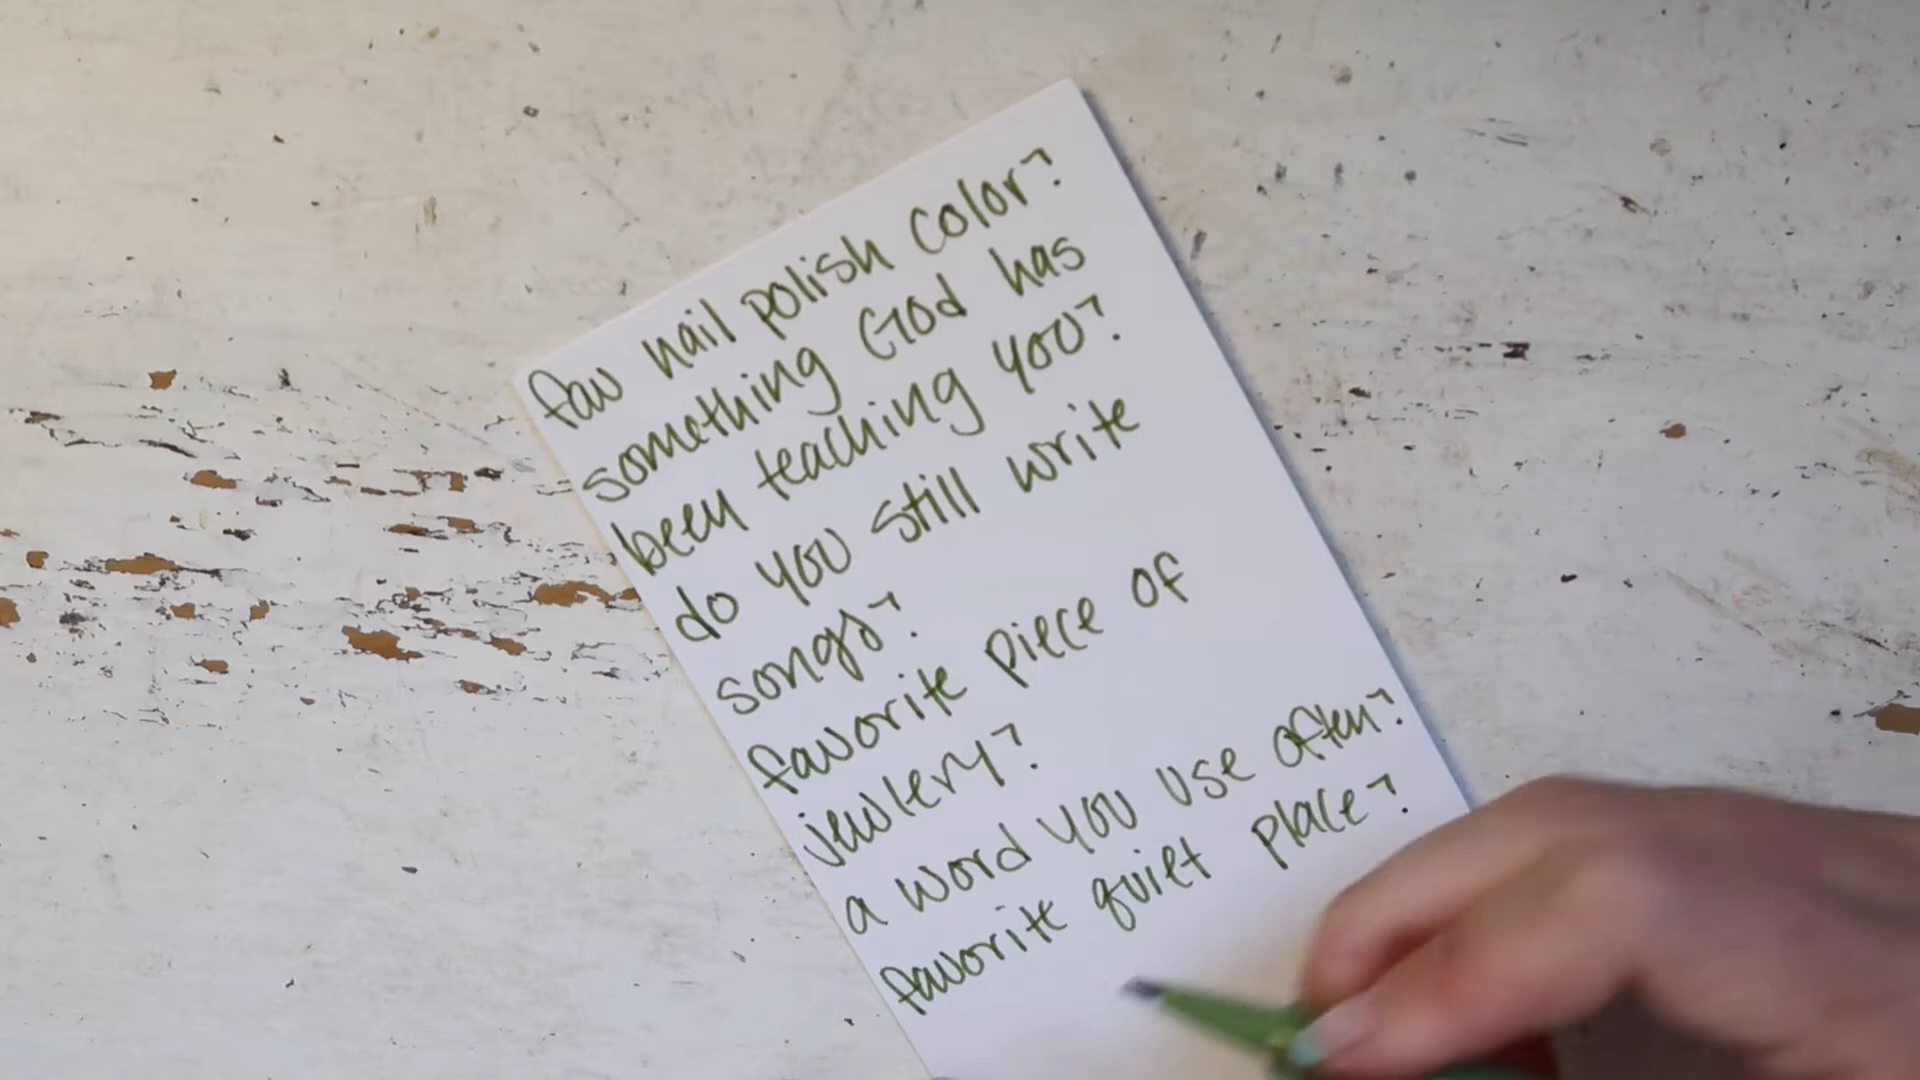 fav nail polish color?
something God has
been teaching you?
do you still write
songs?
favorite piece of
jewlery?
a word you use often?
favorite quiet place?